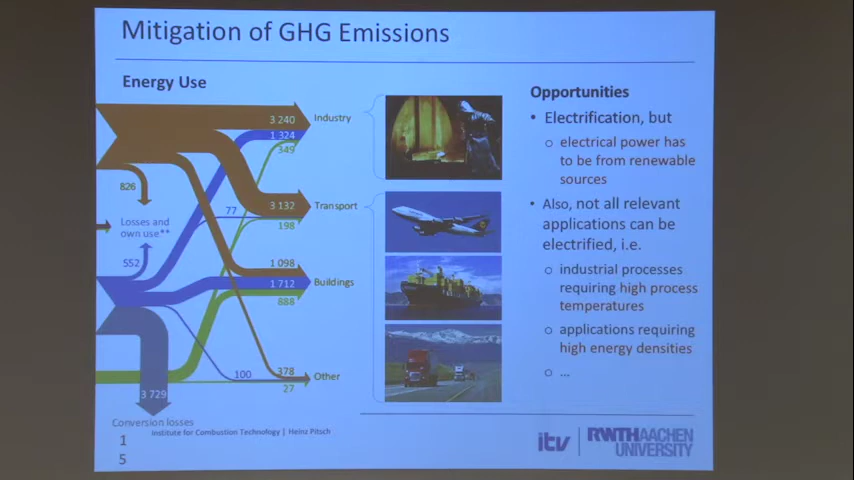 Mitigation of GHG Emissions
Energy Use
3 240
Industry
1 324
349
826
3 132
Transport
77
198
Losses and
own use.**
552
1 098
1 712
Buildings
888
100
378
Other
27
3 729
Conversion losses
Opportunities
• Electrification, but
electrical power has
to be from renewable
sources
• Also, not all relevant
applications can be
electrified, i.e.
industrial processes
requiring high process
temperatures
applications requiring
high energy densities
...
1
5
Institute for Combustion Technology | Heinz Pitsch
itv
RWTHAACHEN
UNIVERSITY